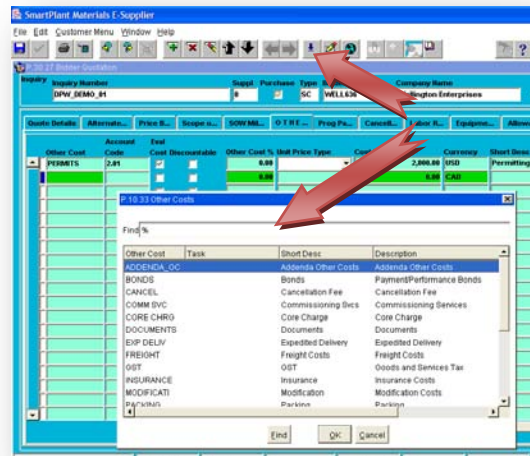 SmartPlant Materials E-Supplier
File Edit Customer Menu Window Help
P.30.27 Bidder Quotation
Inquiry Inquiry Number Suppl Purchase Type Company Name
DPW_DEMO_01 0 SC WELL636 llington Enterprises
Quote Details Alternate... Price B... Scope o... SOW/Mil... O T H E... Prog Pa... Cancell... Labor R... Equipme... Allowe
Other Cost Account Code Eval Cost Discountable Other Cost % Unit Price Type Cost Currency Short Desc
PERMITS 2.01 0.00 2,000.00 USD Permitting
0.00 0.00 CAD
P.10.33 Other Costs
Find %
Other Cost Task Short Desc Description
ADDENDA_OC Addenda Other Costs Addenda Other Costs
BONDS Bonds Payment/Performance Bonds
CANCEL Cancellation Fee Cancellation Fee
COMM SVC Commissioning Svcs Commissioning Services
CORE CHRG Core Charge Core Charge
DOCUMENTS Documents Documents
EXP DELIV Expedited Delivery Expedited Delivery
FREIGHT Freight Costs Freight Costs
GST GST Goods and Services Tax
INSURANCE Insurance Insurance Costs
MODIFICATI Modification Modification Costs
PACKING Packing Packing
Find OK Cancel